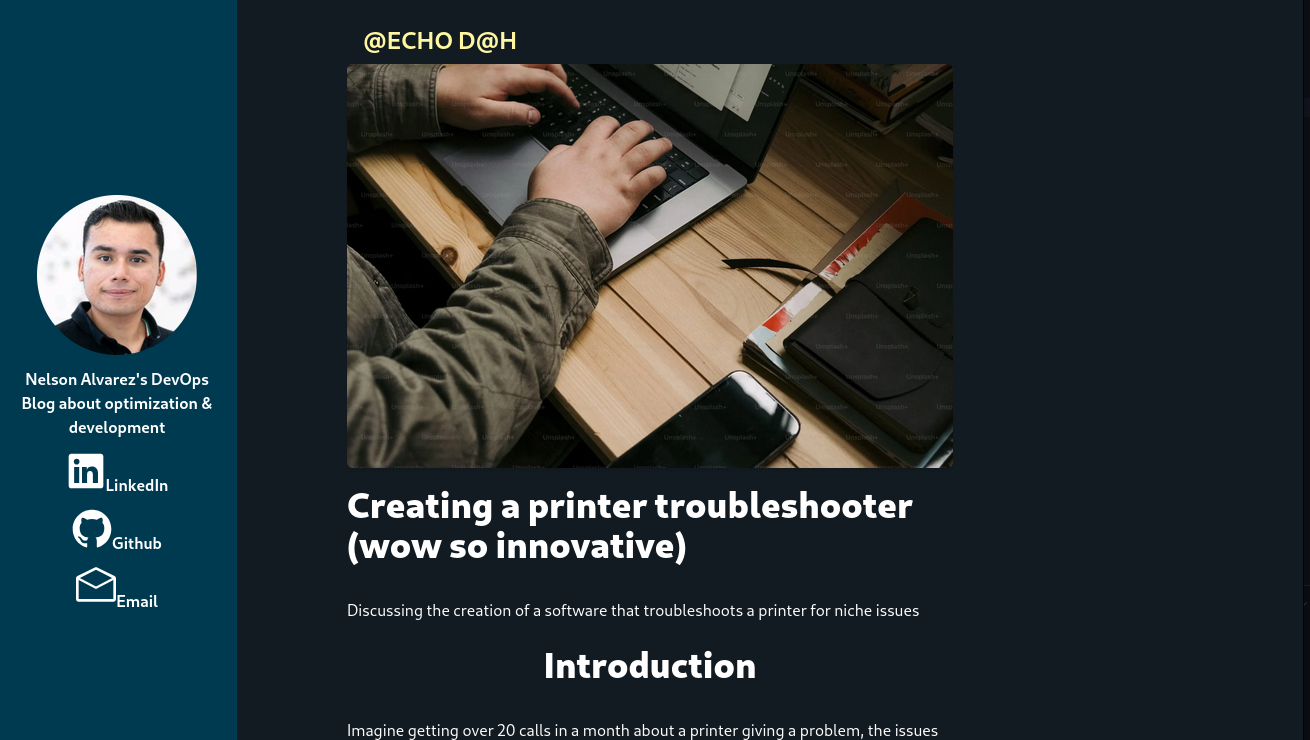 @ECHO D@H
Nelson Alvarez's DevOps
Blog about optimization &
development
LinkedIn
Github
Email
Creating a printer troubleshooter
(wow so innovative)
Discussing the creation of a software that troubleshoots a printer for niche issues
Introduction
Imagine getting over 20 calls in a month about a printer giving a problem, the issues